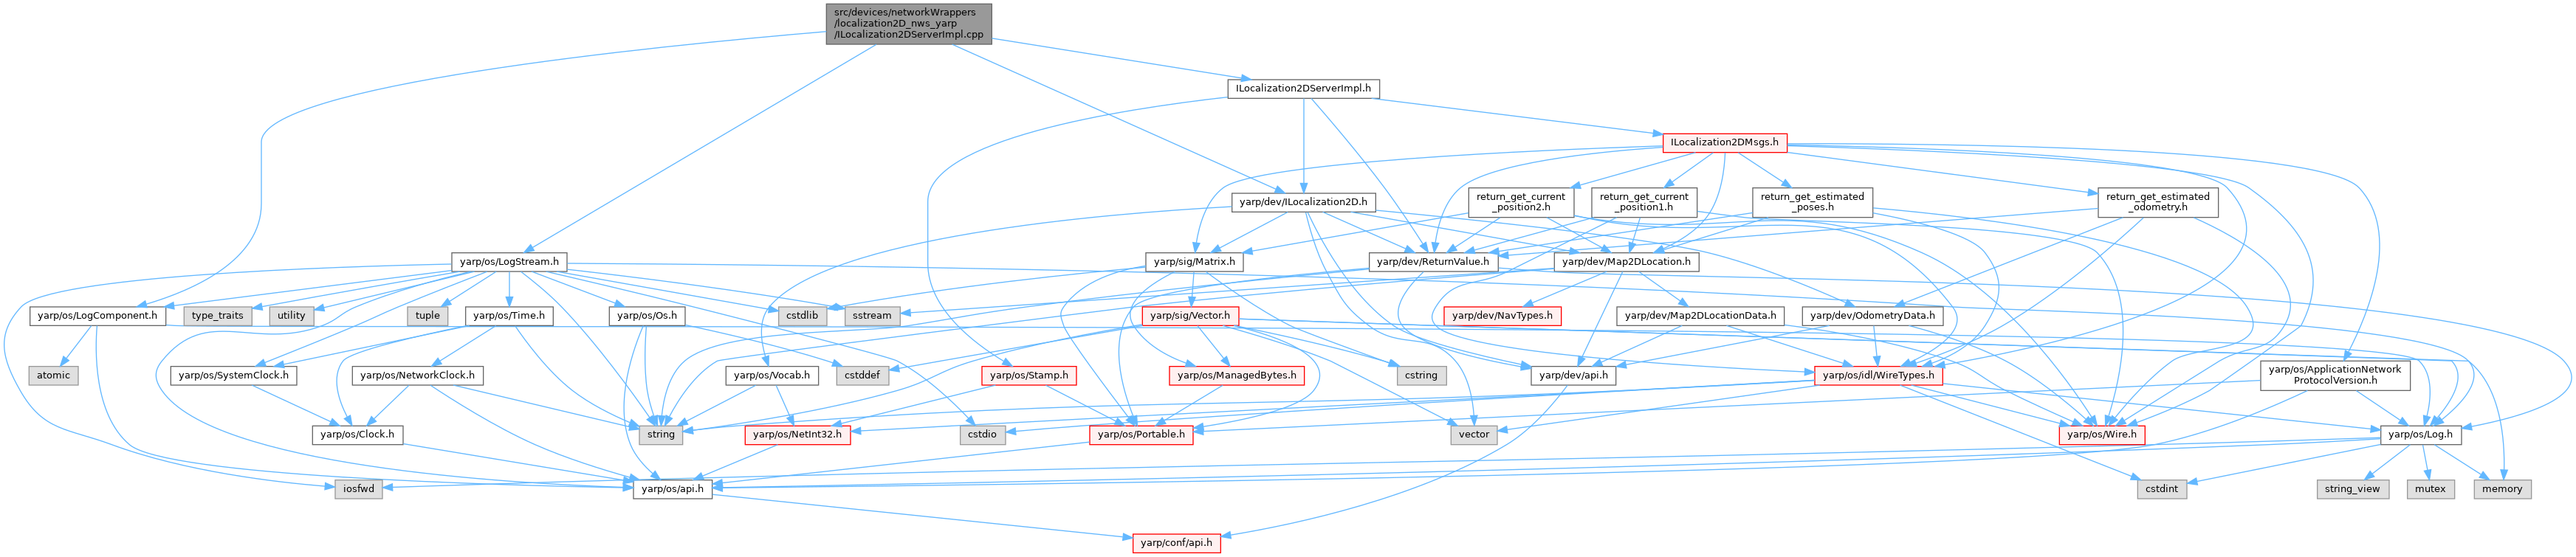 src/devices/networkWrappers
/localization2D_nws_yarp
/ILocalization2DServerImpl.cpp
ILocalization2DServerImpl.h
ILocalization2DMsgs.h
yarp/dev/ILocalization2D.h
return_get_current
_position2.h
return_get_current
_position1.h
return_get_estimated
_poses.h
return_get_estimated
_odometry.h
yarp/os/LogStream.h
yarp/sig/Matrix.h
yarp/dev/ReturnValue.h
yarp/dev/Map2DLocation.h
yarp/os/LogComponent.h
type_traits
utility
tuple
yarp/os/Time.h
yarp/os/Os.h
cstdlib
sstream
yarp/sig/Vector.h
yarp/dev/NavTypes.h
yarp/dev/Map2DLocationData.h
yarp/dev/OdometryData.h
atomic
yarp/os/SystemClock.h
yarp/os/NetworkClock.h
yarp/os/Vocab.h
cstddef
yarp/os/Stamp.h
yarp/os/ManagedBytes.h
cstring
yarp/dev/api.h
yarp/os/idl/WireTypes.h
yarp/os/ApplicationNetwork
ProtocolVersion.h
yarp/os/Clock.h
string
yarp/os/NetInt32.h
cstdio
yarp/os/Portable.h
vector
yarp/os/Wire.h
yarp/os/Log.h
iosfwd
yarp/os/api.h
cstdint
string_view
mutex
memory
yarp/conf/api.h